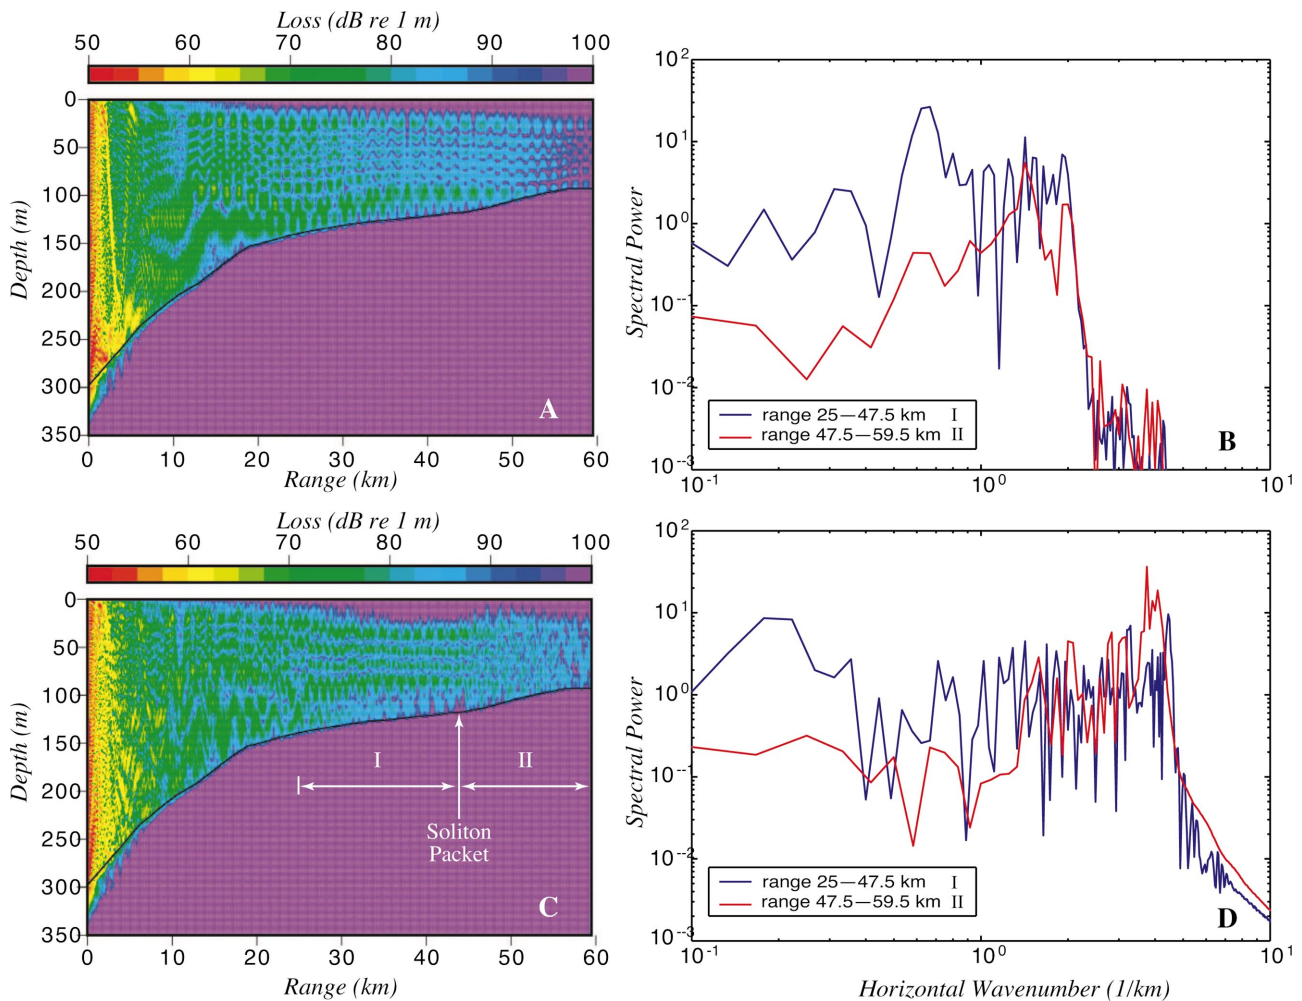 Loss (dB re 1 m)
50 60 70 80 90 100
0
50
100
150
200
250
300
350
Depth (m)
A
0 10 20 30 40 50 60
Range (km)
10²
10¹
10⁰
10⁻¹
10⁻²
10⁻³
Spectral Power
range 25—47.5 km I
range 47.5—59.5 km II
B
10⁻¹ 10⁰ 10¹
Loss (dB re 1 m)
50 60 71 80 90 100
0
50
100
150
200
250
300
350
Depth (m)
I II
Soliton
Packet
C
0 10 20 30 40 50 60
Range (km)
10²
10¹
10⁰
10⁻¹
10⁻²
10⁻³
Spectral Power
range 25—47.5 km I
range 47.5—59.5 km II
D
10⁻¹ 10⁰ 10¹
Horizontal Wavenumber (1/km)